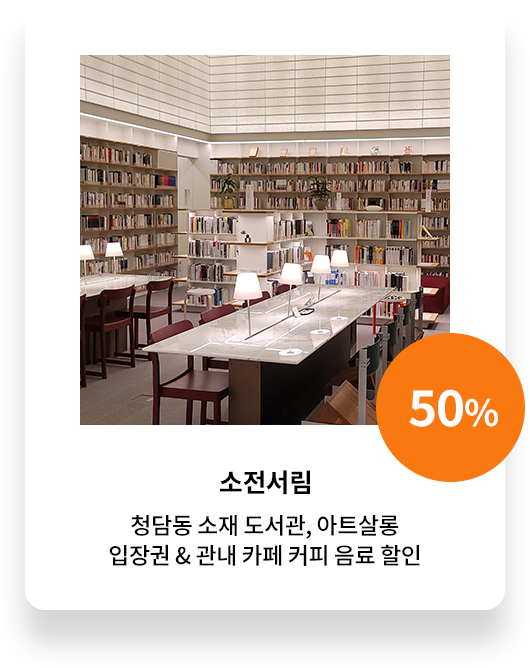 50%
소전서림
청담동 소재 도서관, 아트살롱
입장권 & 관내 카페 커피 음료 할인